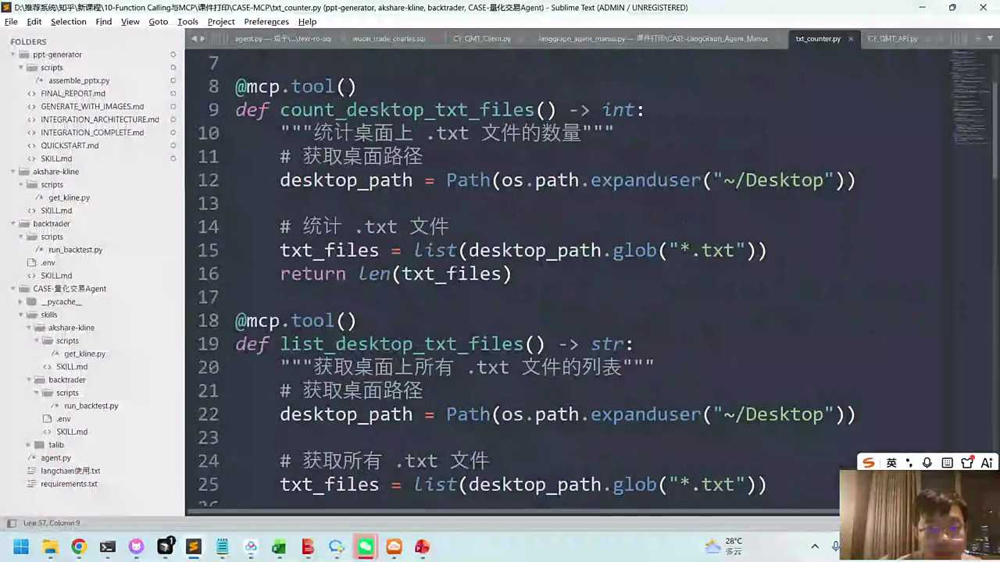 D:\推荐系统\知乎\新课程\10-Function Calling与MCP\课件打印\CASE-MCP\txt_counter.py (ppt-generator, akshare-kline, backtrader, CASE-量化交易Agent) - Sublime Text (ADMIN / UNREGISTERED)
File Edit Selection Find View Goto Tools Project Preferences Help
FOLDERS
ppt-generator
scripts
assemble_pptx.py
FINAL_REPORT.md
GENERATE_WITH_IMAGES.md
INTEGRATION_ARCHITECTURE.md
INTEGRATION_COMPLETE.md
QUICKSTART.md
SKILL.md
akshare-kline
scripts
get_kline.py
SKILL.md
backtrader
scripts
run_backtest.py
.env
SKILL.md
CASE-量化交易Agent
__pycache__
skills
akshare-kline
scripts
get_kline.py
SKILL.md
backtrader
scripts
run_backtest.py
.env
SKILL.md
talib
agent.py
langchain使用.txt
requirements.txt
CY_QMT_Client.py
langgraph_agent_manus.py — 课件打印\CASE-LangGraph_Agent_Manus
txt_counter.py
CY_QMT_API.py
7
8 @mcp.tool()
9 def count_desktop_txt_files() -> int:
10 """统计桌面上 .txt 文件的数量"""
11 # 获取桌面路径
12 desktop_path = Path(os.path.expanduser("~/Desktop"))
13
14 # 统计 .txt 文件
15 txt_files = list(desktop_path.glob("*.txt"))
16 return len(txt_files)
17
18 @mcp.tool()
19 def list_desktop_txt_files() -> str:
20 """获取桌面上所有 .txt 文件的列表"""
21 # 获取桌面路径
22 desktop_path = Path(os.path.expanduser("~/Desktop"))
23
24 # 获取所有 .txt 文件
25 txt_files = list(desktop_path.glob("*.txt"))
英
Line 57, Column 9
28°C
多云